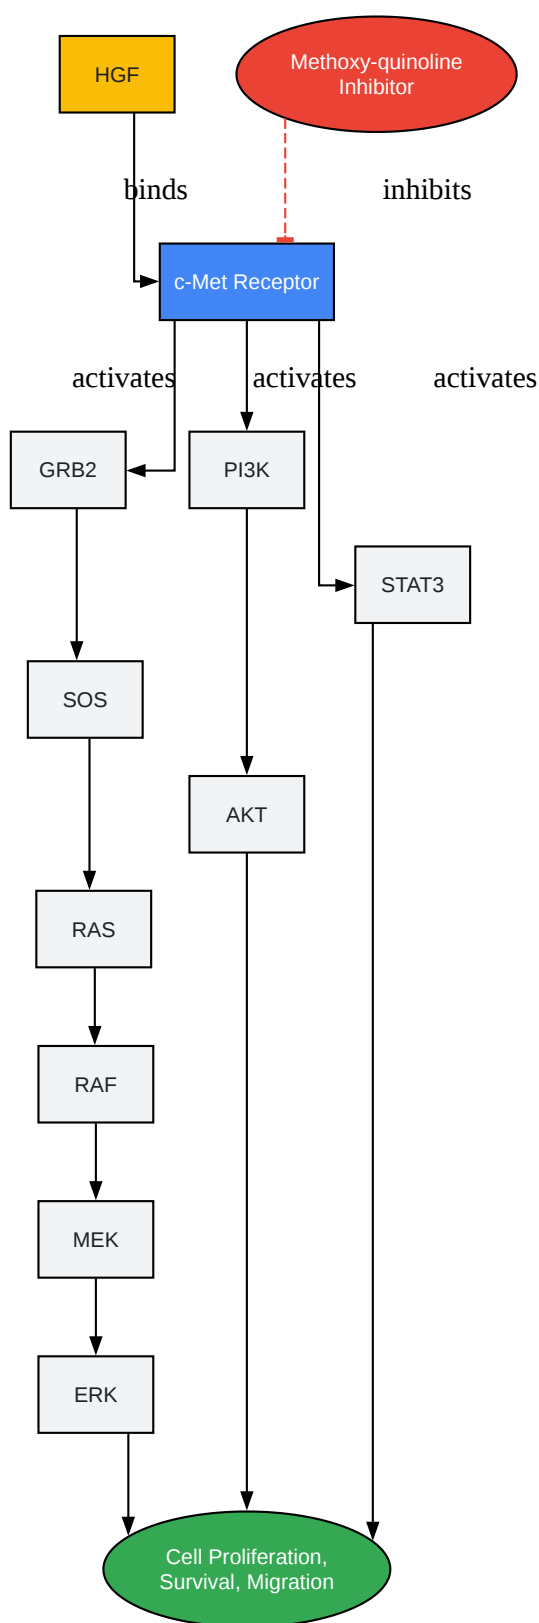 HGF
Methoxy-quinoline
Inhibitor
binds
inhibits
c-Met Receptor
activates
activates
activates
GRB2
PI3K
STAT3
SOS
AKT
RAS
RAF
MEK
ERK
Cell Proliferation,
Survival, Migration